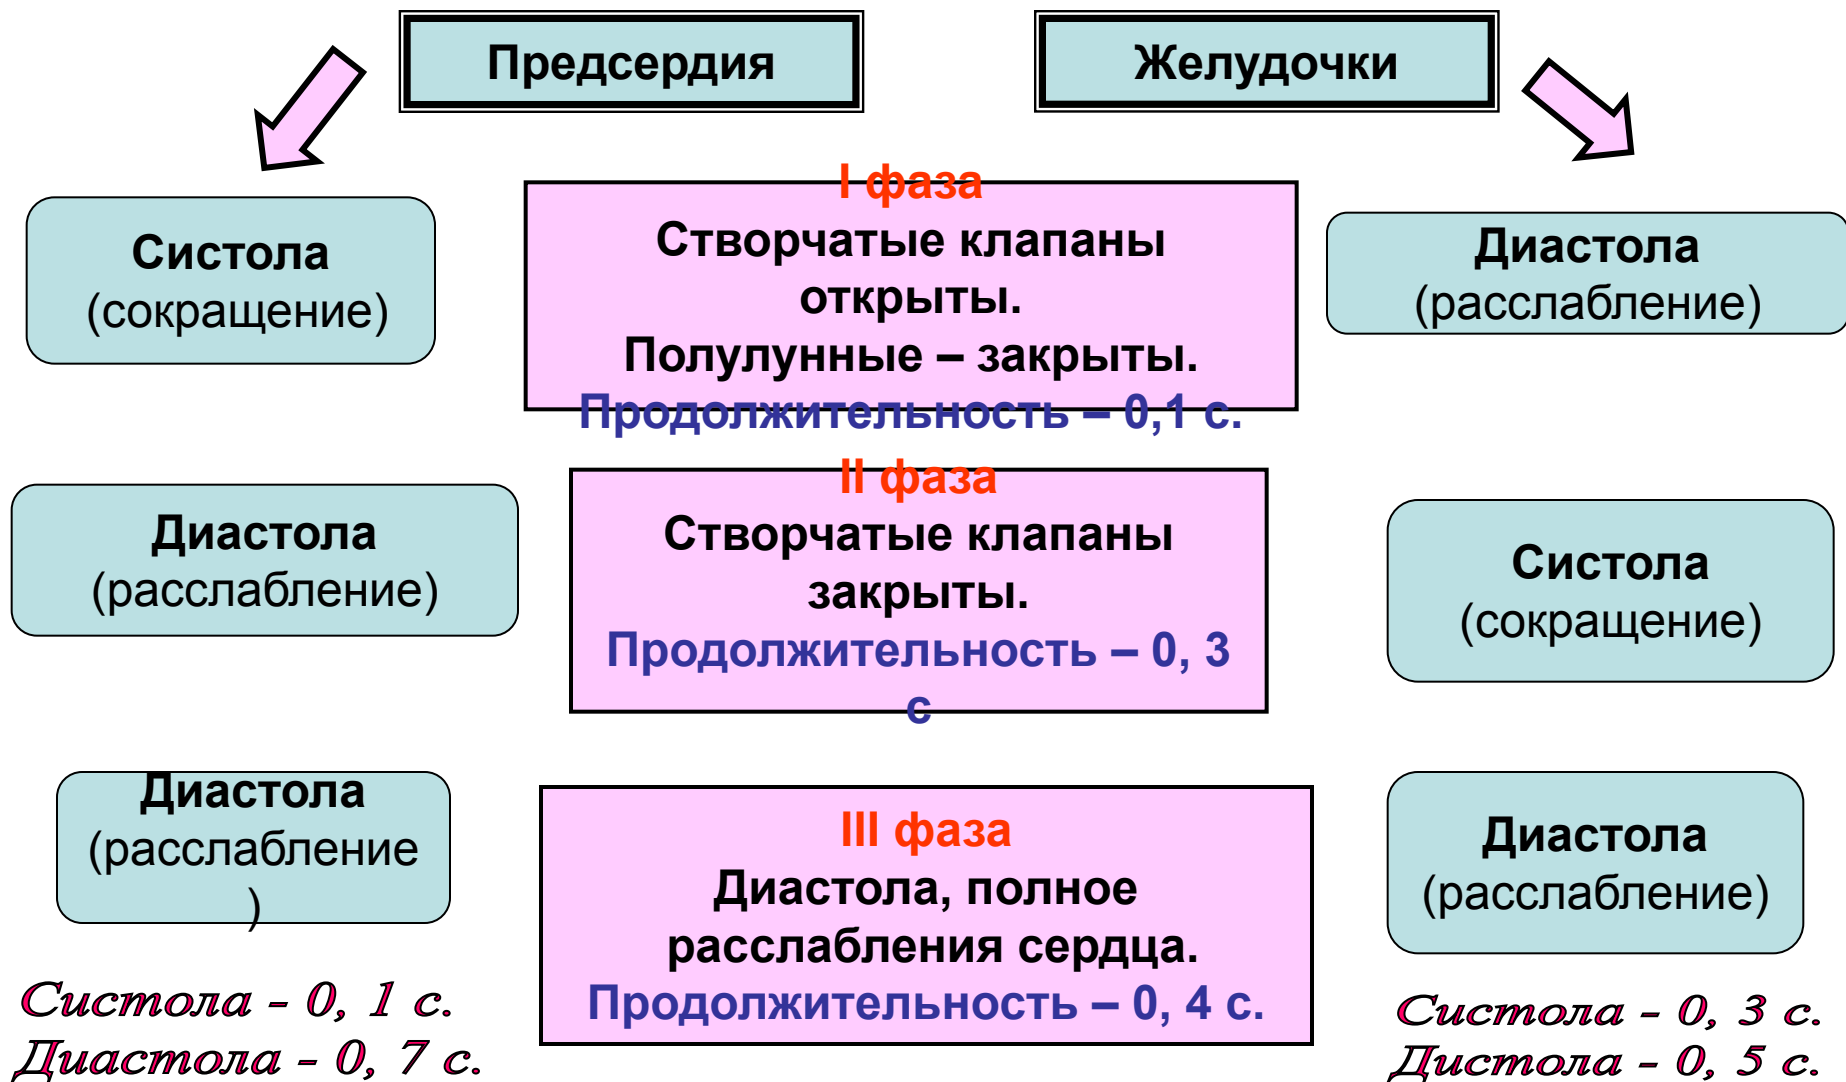 Предсердия
Желудочки
Систола
(сокращение)
I фаза
Створчатые клапаны
открыты.
Полулунные – закрыты.
Продолжительность – 0,1 с.
Диастола
(расслабление)
Диастола
(расслабление)
II фаза
Створчатые клапаны
закрыты.
Продолжительность – 0, 3
с
Систола
(сокращение)
Диастола
(расслабление
)
III фаза
Диастола, полное
расслабления сердца.
Продолжительность – 0, 4 с.
Диастола
(расслабление)
Систола - 0, 1 с.
Диастола - 0, 7 с.
Систола - 0, 3 с.
Дистола - 0, 5 с.